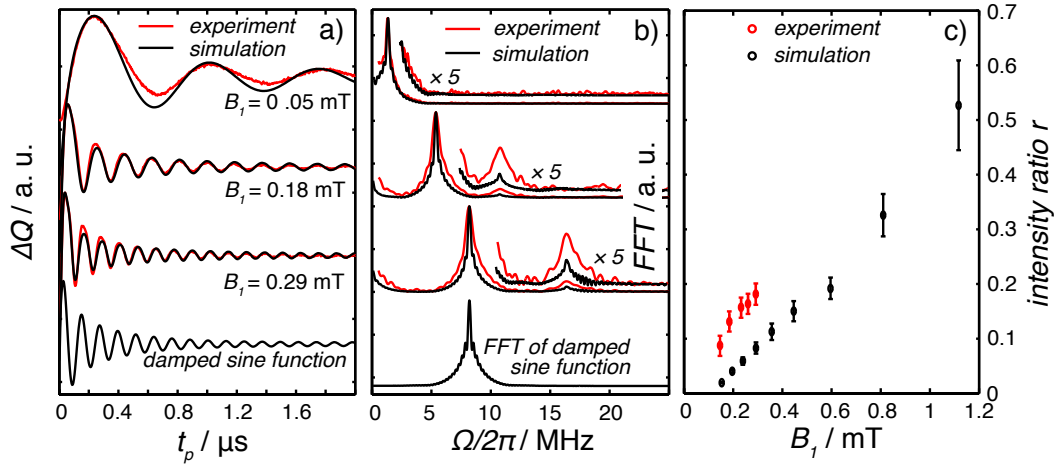 experiment
simulation
a)
B₁ = 0 .05 mT
B₁ = 0.18 mT
B₁ = 0.29 mT
damped sine function
ΔQ / a. u.
0 0.4 0.8 1.2 1.6
tₚ / µs
experiment
simulation
b)
× 5
× 5
× 5
FFT of damped
sine function
FFT / a. u.
0 5 10 15 20 25
Ω/2π / MHz
experiment
simulation
c)
0.7
0.6
0.5
0.4
0.3
0.2
0.1
0
intensity ratio r
0 0.2 0.4 0.6 0.8 1 1.2
B₁ / mT